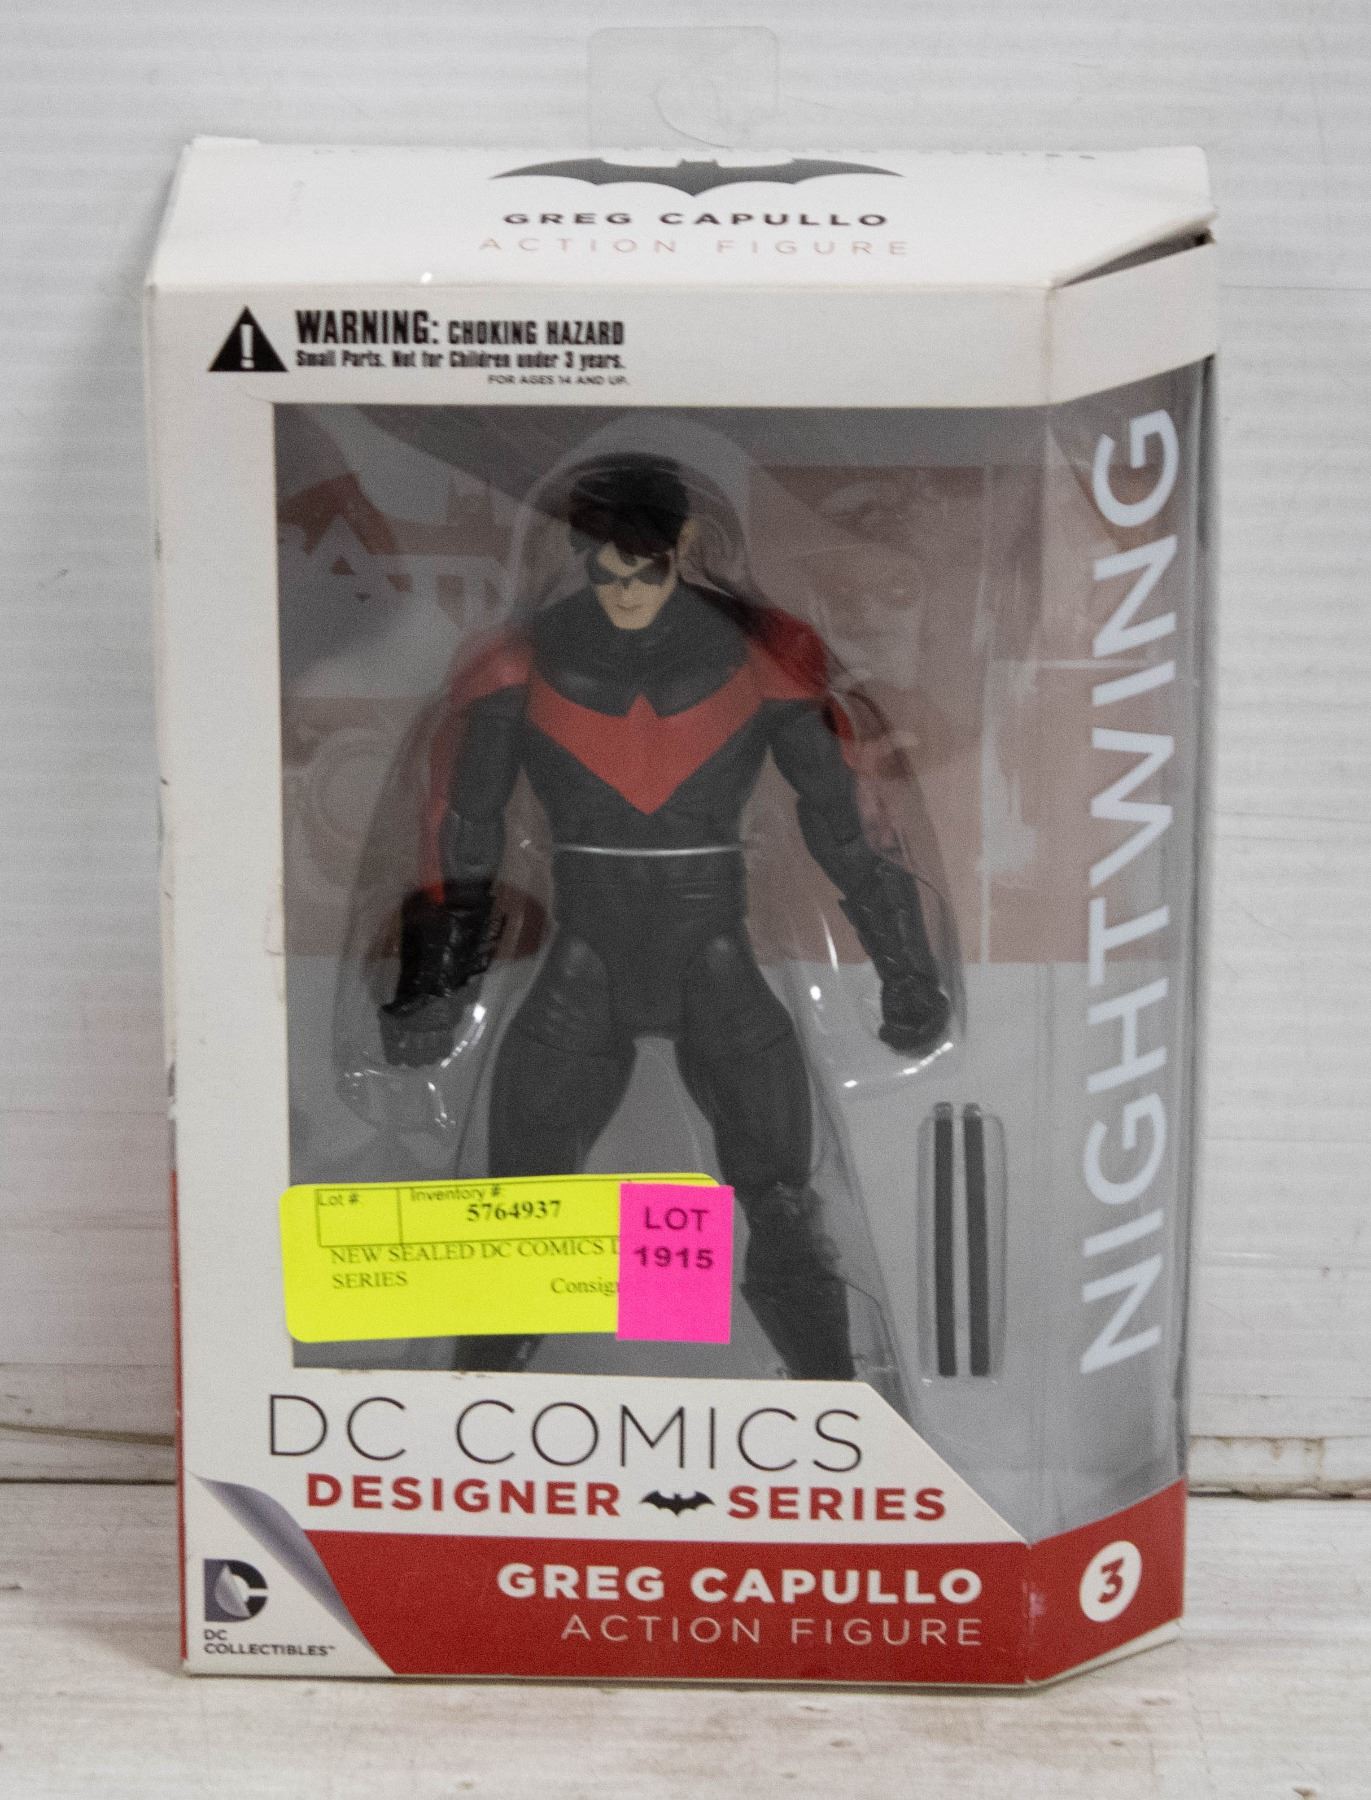 GREG CAPULLO
ACTION FIGURE
WARNING: CHOKING HAZARD
Small Parts. Not for Children under 3 years.
FOR AGES 14 AND UP.
NIGHTWING
Lot #: Inventory #:
5764937
NEW SEALED DC COMICS
SERIES
LOT
1915
DC COMICS
DESIGNER SERIES
GREG CAPULLO
ACTION FIGURE
3
DC
COLLECTIBLES™